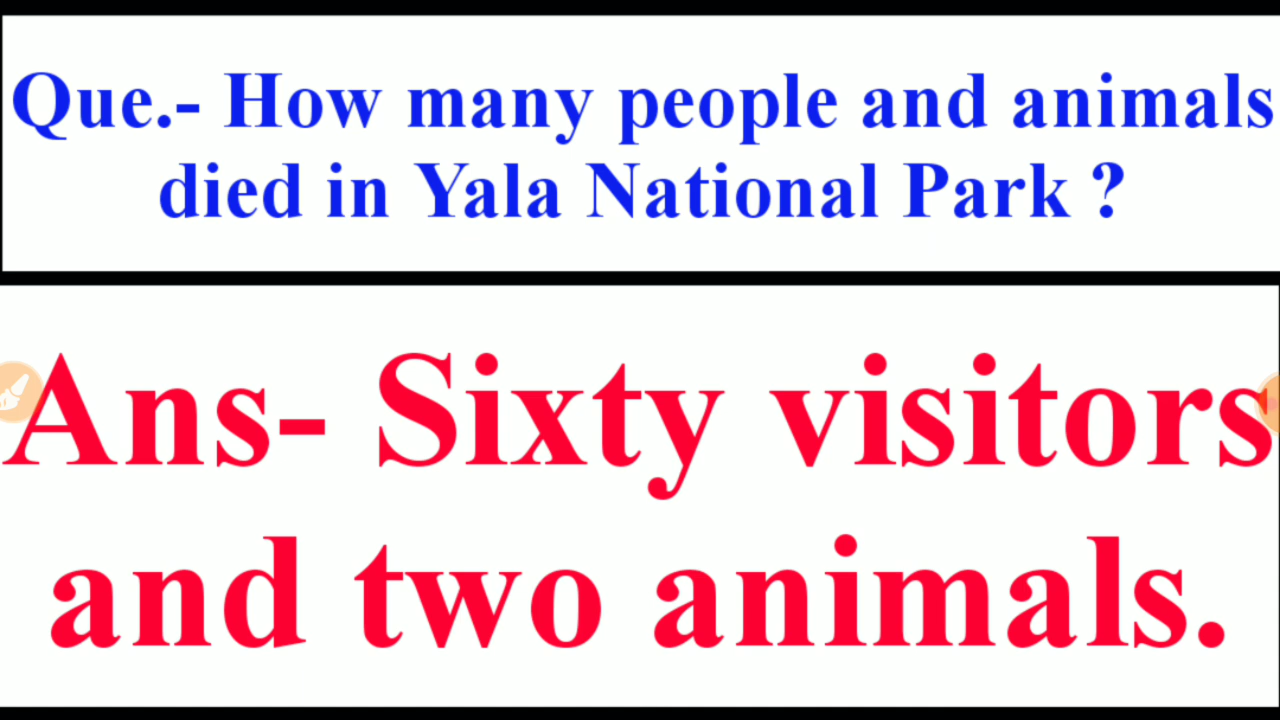 Que.- How many people and animals
died in Yala National Park ?
Ans- Sixty visitors
and two animals.